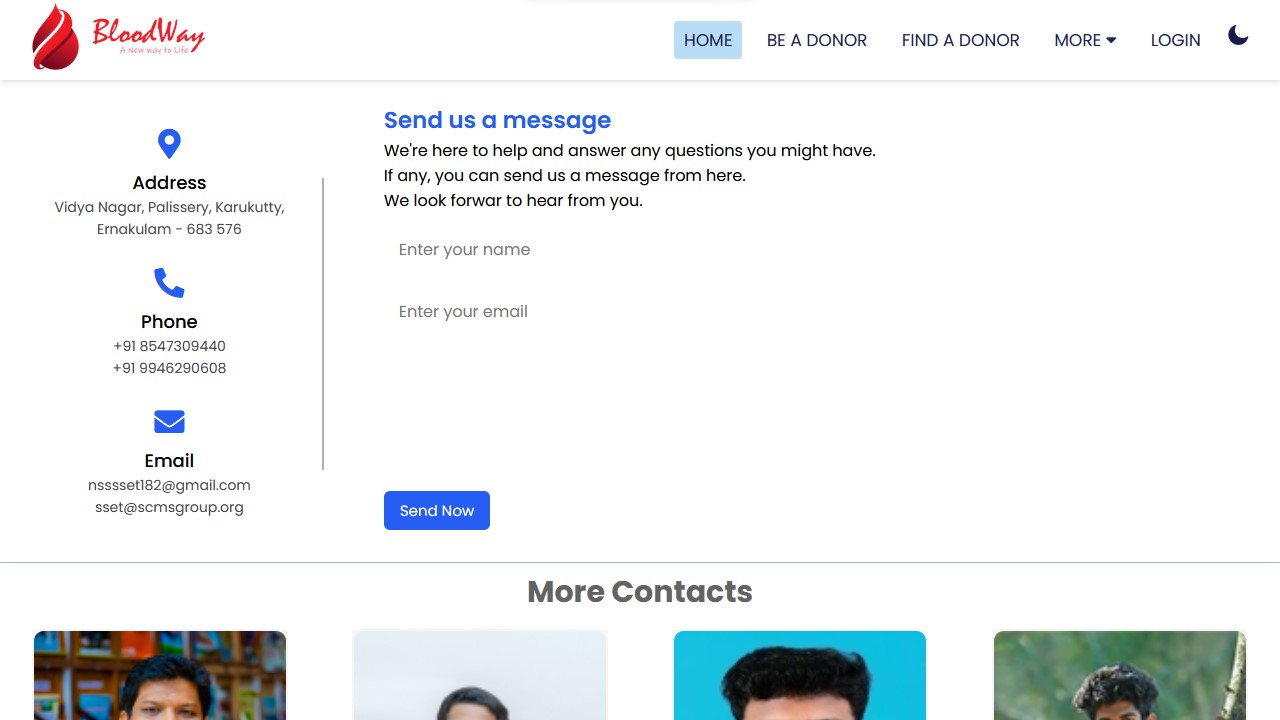 BloodWay
A New way to Life
HOME
BE A DONOR
FIND A DONOR
MORE
LOGIN
Address
Vidya Nagar, Palissery, Karukutty,
Ernakulam - 683 576
Phone
+91 8547309440
+91 9946290608
Email
nsssset182@gmail.com
sset@scmsgroup.org
Send us a message
We're here to help and answer any questions you might have.
If any, you can send us a message from here.
We look forwar to hear from you.
Enter your name
Enter your email
Send Now
More Contacts